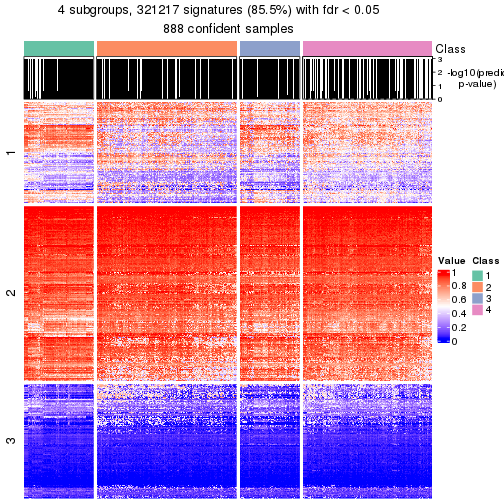 4 subgroups, 321217 signatures (85.5%) with fdr < 0.05
888 confident samples
Class
3
2
1
0
-log10(predic
p-value)
1
2
3
Value
1
0.8
0.6
0.4
0.2
0
Class
1
2
3
4